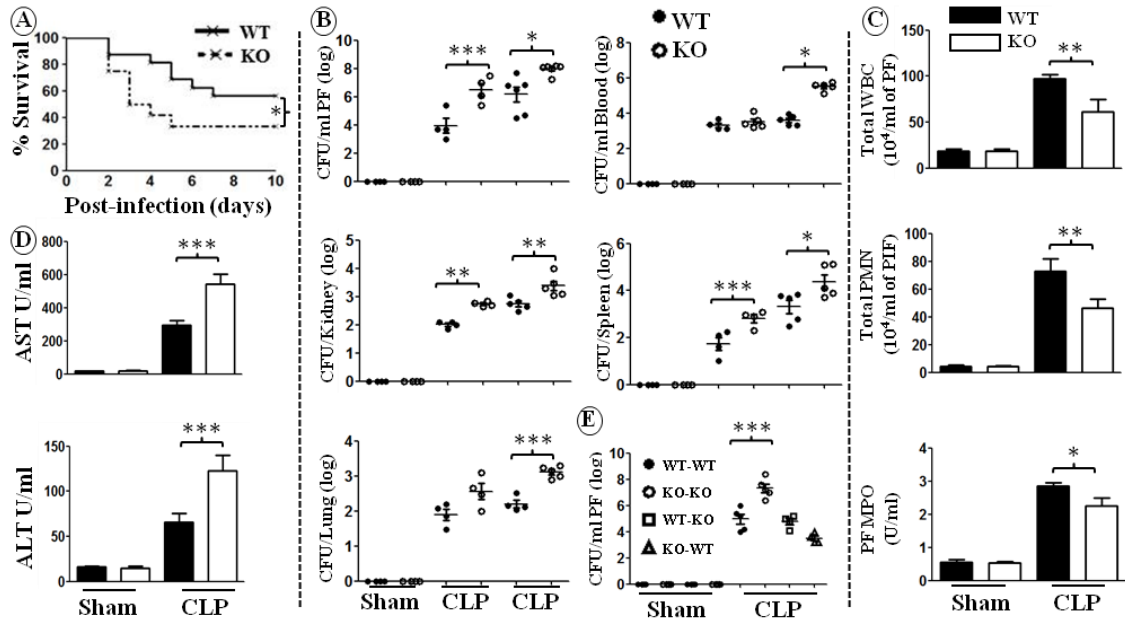 A
% Survival
100
80
60
40
20
0
WT
KO
*
0 2 4 6 8 10
Post-infection (days)
B
CFU/ml PF (log)
10
8
6
4
2
0
***
*
WT
KO
CFU/ml Blood (log)
6
4
2
0
*
C
WT
KO
Total WBC
(10⁴/ml of PF)
150
100
50
0
**
D
AST U/ml
800
600
400
200
0
***
CFU/Kidney (log)
5
4
3
2
1
0
**
**
CFU/Spleen (log)
6
4
2
0
***
*
Total PMN
(10⁴/ml of PIF)
100
80
60
40
20
0
**
ALT U/ml
150
100
50
0
***
Sham CLP
CFU/Lung (log)
4
3
2
1
0
***
Sham CLP CLP
E
CFU/ml PF (log)
10
8
6
4
2
0
WT-WT
KO-KO
WT-KO
KO-WT
***
Sham CLP
PF MPO
(U/ml)
4
3
2
1
0
*
Sham CLP